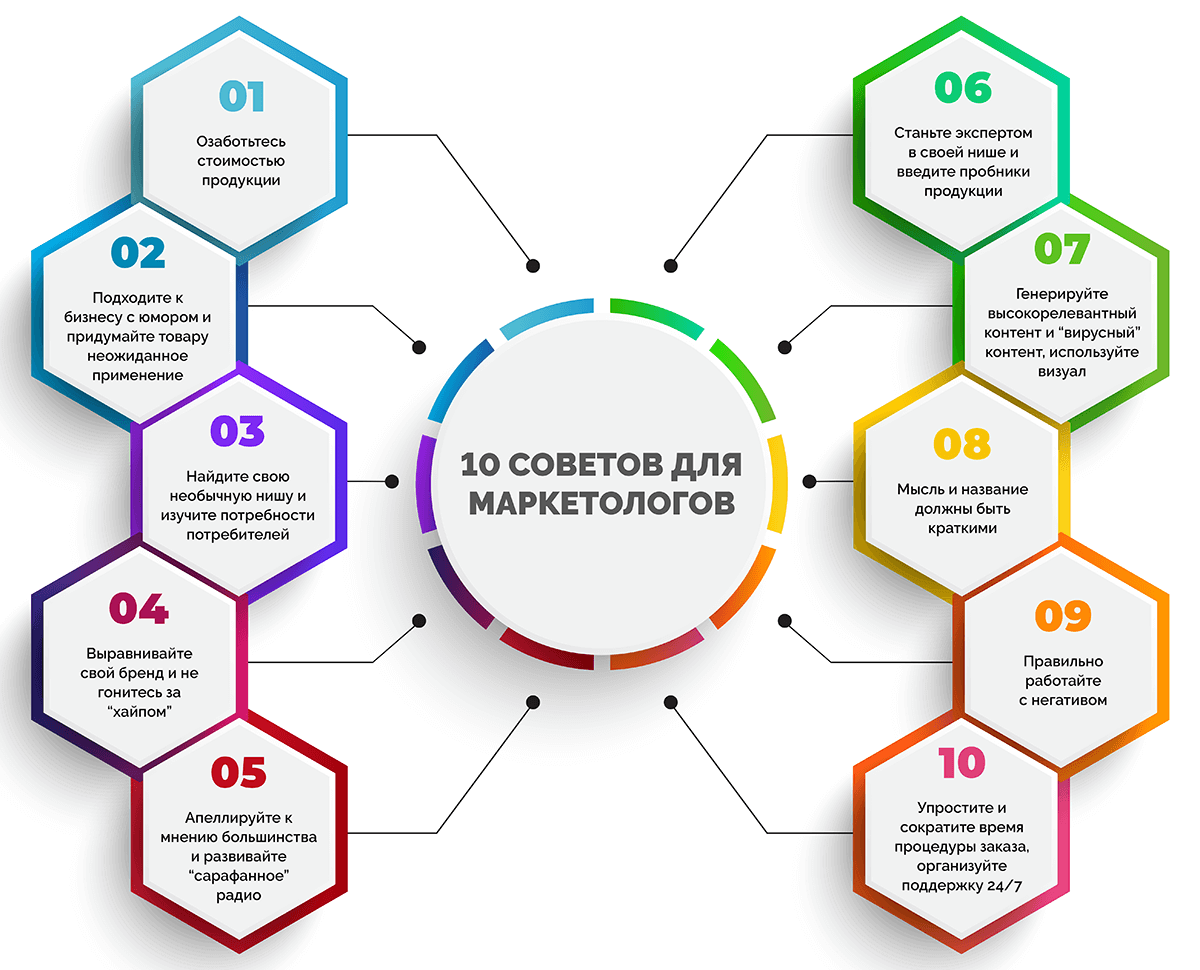 10 СОВЕТОВ ДЛЯ
МАРКЕТОЛОГОВ
01
Озаботьтесь
стоимостью
продукции
02
Подходите к
бизнесу с юмором и
придумайте товару
неожиданное
применение
03
Найдите свою
необычную нишу и
изучите потребности
потребителей
04
Выравнивайте
свой бренд и не
гонитесь за
“хайпом”
05
Апеллируйте к
мнению большинства
и развивайте
“сарафанное”
радио
06
Станьте экспертом
в своей нише и
введите пробники
продукции
07
Генерируйте
высокорелевантный
контент и “вирусный”
контент, используйте
визуал
08
Мысль и название
должны быть
краткими
09
Правильно
работайте
с негативом
10
Упростите и
сократите время
процедуры заказа,
организуйте
поддержку 24/7